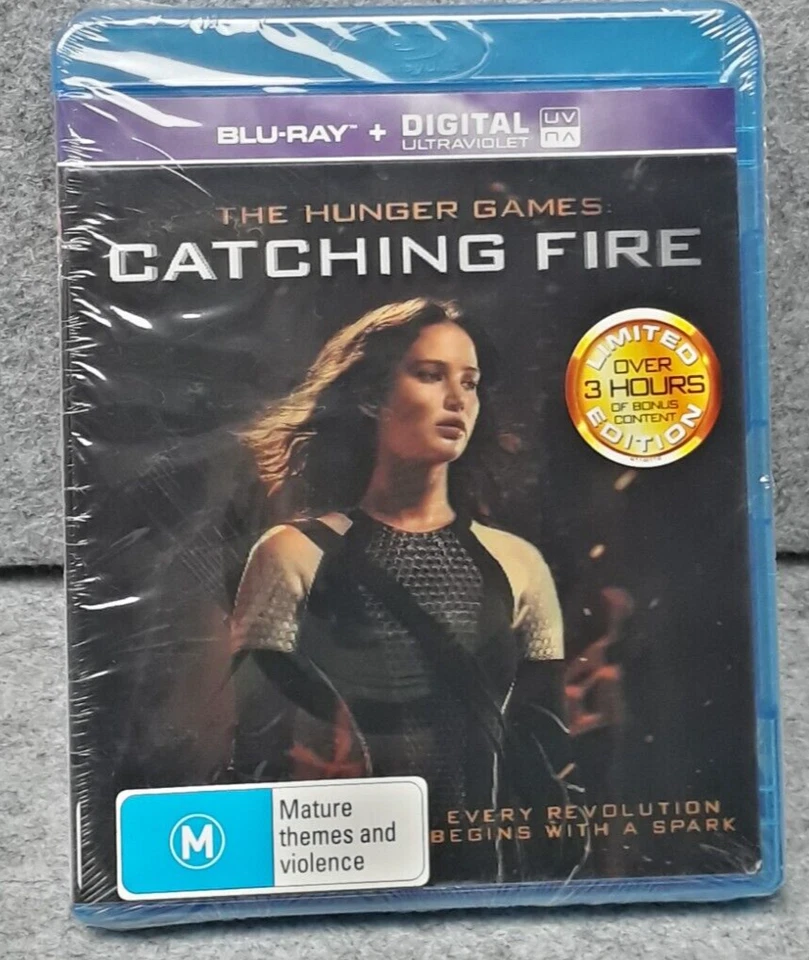 BLU-RAY™ + DIGITAL
ULTRAVIOLET
UV
THE HUNGER GAMES:
CATCHING FIRE
LIMITED
OVER
3 HOURS
OF BONUS
CONTENT
EDITION
EVERY REVOLUTION
BEGINS WITH A SPARK
M
Mature
themes and
violence